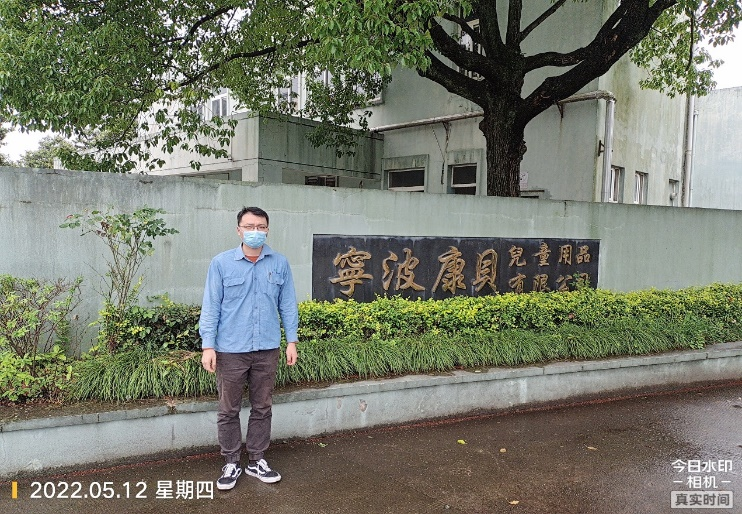 寧波康貝兒童用品
有限公司
2022.05.12 星期四
今日水印
相机
真实时间